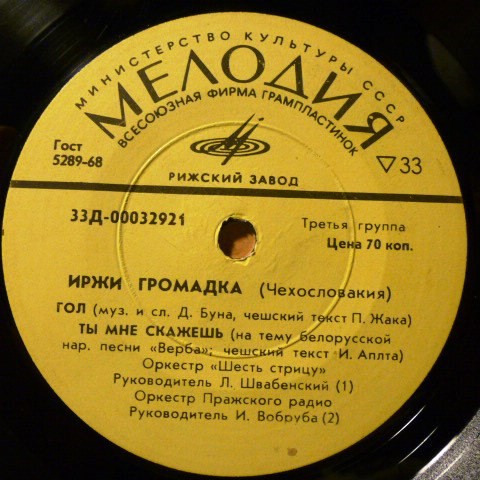 МИНИСТЕРСТВО КУЛЬТУРЫ СССР
МЕЛОДИЯ
ВСЕСОЮЗНАЯ ФИРМА ГРАМПЛАСТИНОК
Гост
5289-68
▽33
РИЖСКИЙ ЗАВОД
33Д-00032921
Третья группа
Цена 70 коп.
ИРЖИ ГРОМАДКА (Чехословакия)
ГОЛ (муз. и сл. Д. Буна, чешский текст П. Жака)
ТЫ МНЕ СКАЖЕШЬ (на тему белорусской
нар. песни «Верба»; чешский текст И. Аплта)
Оркестр «Шесть стрицу»
Руководитель Л. Швабенский (1)
Оркестр Пражского радио
Руководитель И. Вобруба (2)